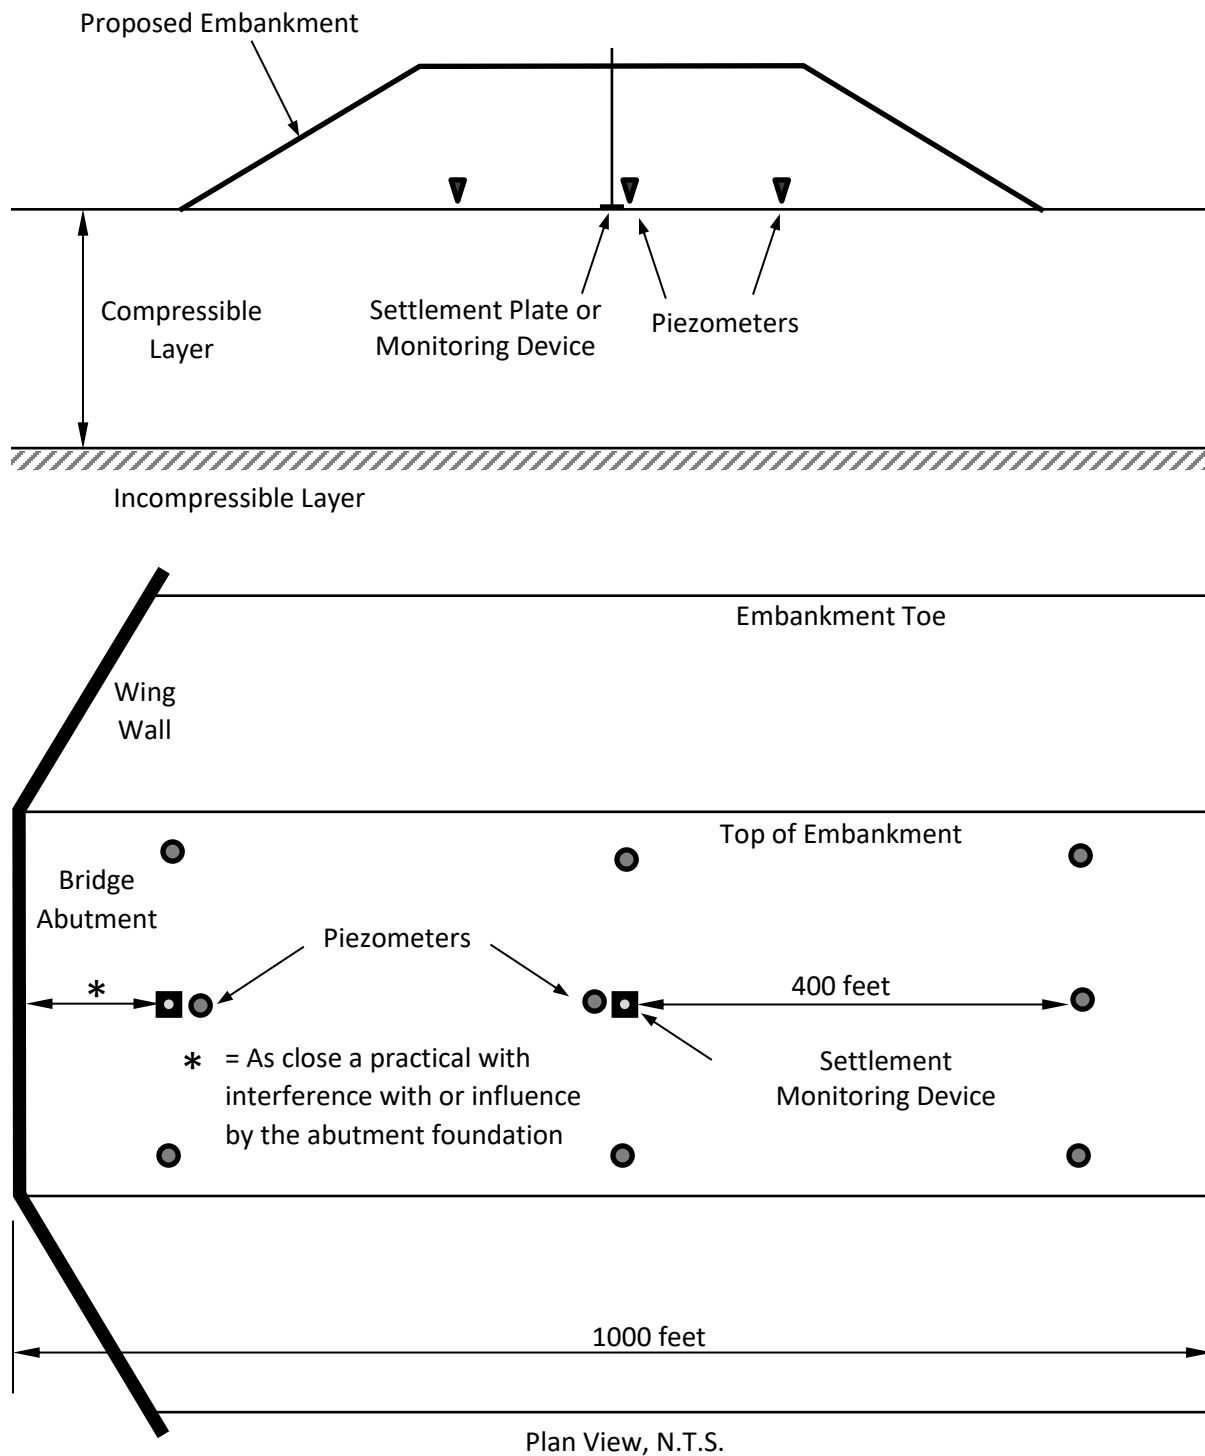 Proposed Embankment
Compressible
Layer
Settlement Plate or
Monitoring Device
Piezometers
Incompressible Layer
Embankment Toe
Wing
Wall
Top of Embankment
Bridge
Abutment
Piezometers
*
400 feet
* = As close a practical with
interference with or influence
by the abutment foundation
Settlement
Monitoring Device
1000 feet
Plan View, N.T.S.